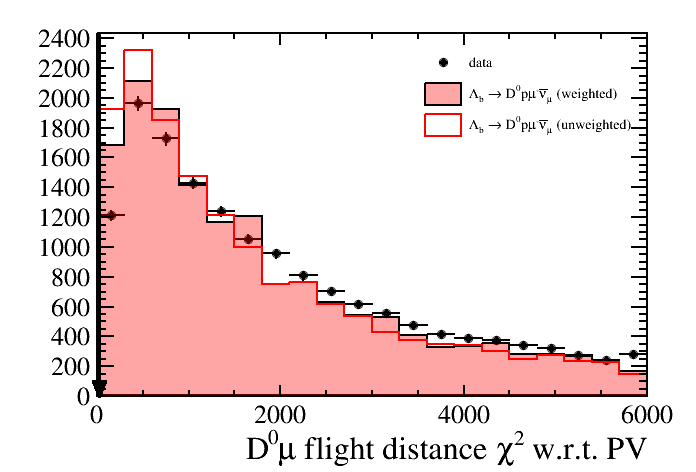 2400
2200
2000
1800
1600
1400
1200
1000
800
600
400
200
0
data
Λb → D⁰pμ ν̅μ (weighted)
Λb → D⁰pμ ν̅μ (unweighted)
0 2000 4000 6000
D⁰μ flight distance χ² w.r.t. PV